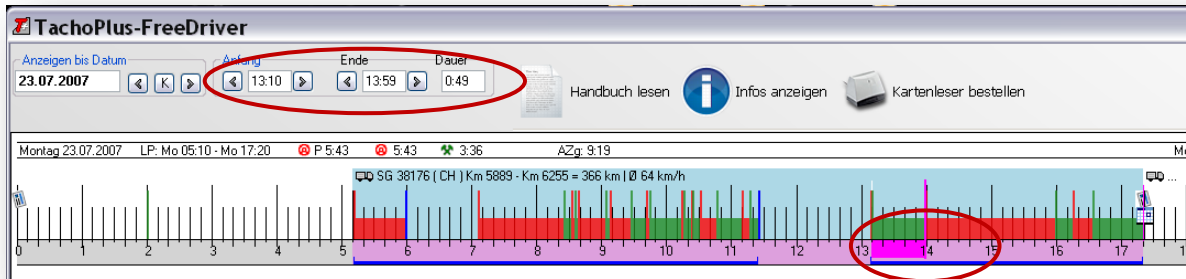 TachoPlus-FreeDriver
Anzeigen bis Datum
Anfang Ende Dauer
23.07.2007 K 13:10 13:59 0:49
Handbuch lesen Infos anzeigen Kartenleser bestellen
Montag 23.07.2007 LP: Mo 05:10 - Mo 17:20 P 5:43 5:43 3:36 AZg: 9:19
SG 38176 ( CH ) Km 5889 - Km 6255 = 366 km | Ø 64 km/h ...
0 1 2 3 4 5 6 7 8 9 10 11 12 13 14 15 16 17